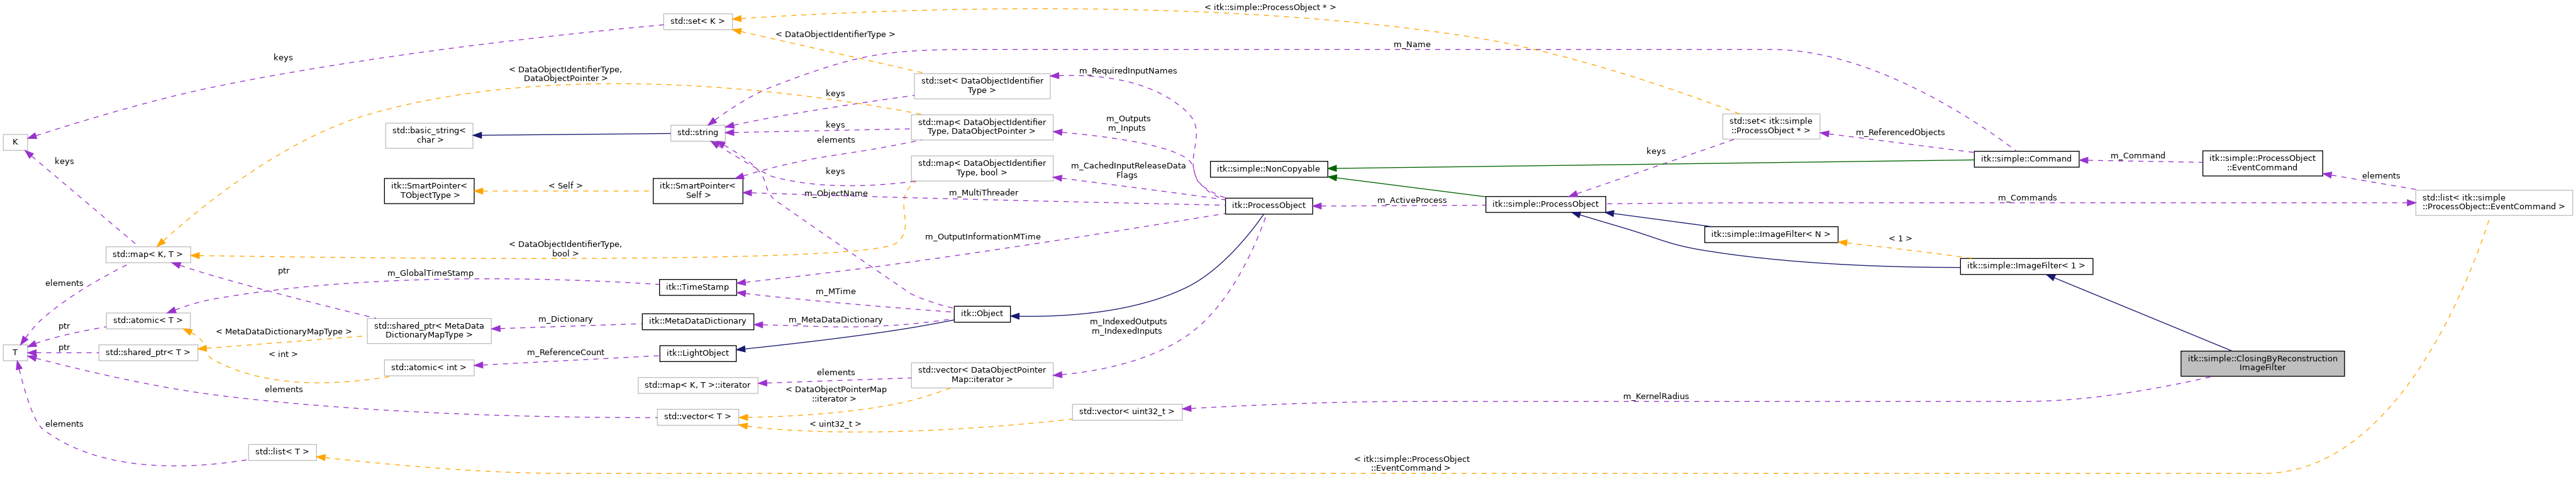 < itk::simple::ProcessObject * >
std::set< K >
< DataObjectIdentifierType >
m_Name
keys
< DataObjectIdentifierType,
DataObjectPointer >
std::set< DataObjectIdentifier
Type >
m_RequiredInputNames
keys
std::map< DataObjectIdentifier
Type, DataObjectPointer >
keys
m_Outputs
m_Inputs
std::set< itk::simple
::ProcessObject * >
m_ReferencedObjects
std::basic_string<
char >
std::string
elements
K
keys
keys
itk::simple::Command
m_Command
itk::simple::ProcessObject
::EventCommand
std::map< DataObjectIdentifier
Type, bool >
m_CachedInputReleaseData
Flags
itk::simple::NonCopyable
keys
elements
itk::SmartPointer<
TObjectType >
< Self >
itk::SmartPointer<
Self >
m_ObjectName
m_MultiThreader
itk::ProcessObject
m_ActiveProcess
itk::simple::ProcessObject
m_Commands
std::list< itk::simple
::ProcessObject::EventCommand >
m_OutputInformationMTime
itk::simple::ImageFilter< N >
< 1 >
< DataObjectIdentifierType,
bool >
std::map< K, T >
itk::simple::ImageFilter< 1 >
ptr
m_GlobalTimeStamp
elements
itk::TimeStamp
m_MTime
itk::Object
std::atomic< T >
ptr
std::shared_ptr< MetaData
DictionaryMapType >
m_Dictionary
itk::MetaDataDictionary
m_MetaDataDictionary
m_IndexedOutputs
m_IndexedInputs
< MetaDataDictionaryMapType >
T
ptr
std::shared_ptr< T >
< int >
m_ReferenceCount
itk::LightObject
std::atomic< int >
itk::simple::ClosingByReconstruction
ImageFilter
elements
std::map< K, T >::iterator
elements
std::vector< DataObjectPointer
Map::iterator >
< DataObjectPointerMap
::iterator >
m_KernelRadius
std::vector< T >
std::vector< uint32_t >
< uint32_t >
elements
std::list< T >
< itk::simple::ProcessObject
::EventCommand >